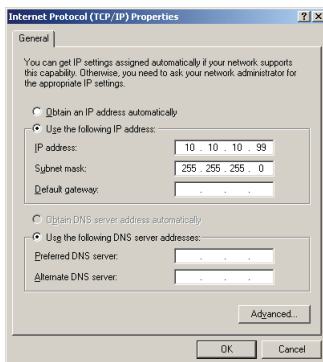 Internet Protocol (TCP/IP) Properties
General
You can get IP settings assigned automatically if your network supports
this capability. Otherwise, you need to ask your network administrator for
the appropriate IP settings.
Obtain an IP address automatically
Use the following IP address:
IP address: 10 . 10 . 10 . 99
Subnet mask: 255 . 255 . 255 . 0
Default gateway: . . .
Obtain DNS server address automatically
Use the following DNS server addresses:
Preferred DNS server: . . .
Alternate DNS server: . . .
Advanced...
OK Cancel